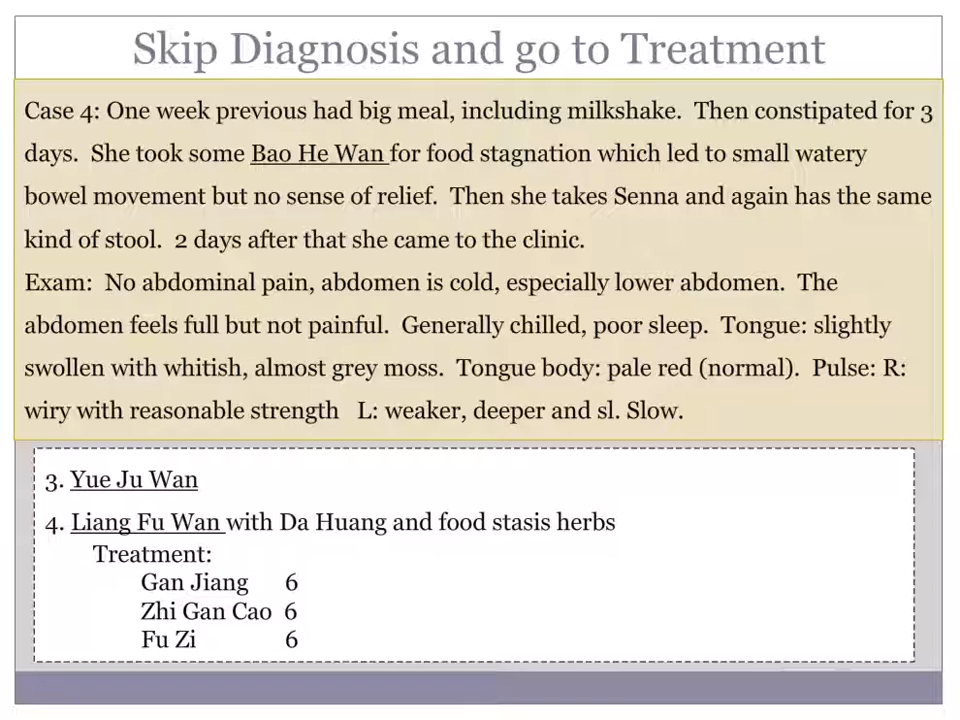 Skip Diagnosis and go to Treatment
Case 4: One week previous had big meal, including milkshake. Then constipated for 3
days. She took some Bao He Wan for food stagnation which led to small watery
bowel movement but no sense of relief. Then she takes Senna and again has the same
kind of stool. 2 days after that she came to the clinic.
Exam: No abdominal pain, abdomen is cold, especially lower abdomen. The
abdomen feels full but not painful. Generally chilled, poor sleep. Tongue: slightly
swollen with whitish, almost grey moss. Tongue body: pale red (normal). Pulse: R:
wiry with reasonable strength L: weaker, deeper and sl. Slow.
3. Yue Ju Wan
4. Liang Fu Wan with Da Huang and food stasis herbs
Treatment:
Gan Jiang 6
Zhi Gan Cao 6
Fu Zi 6